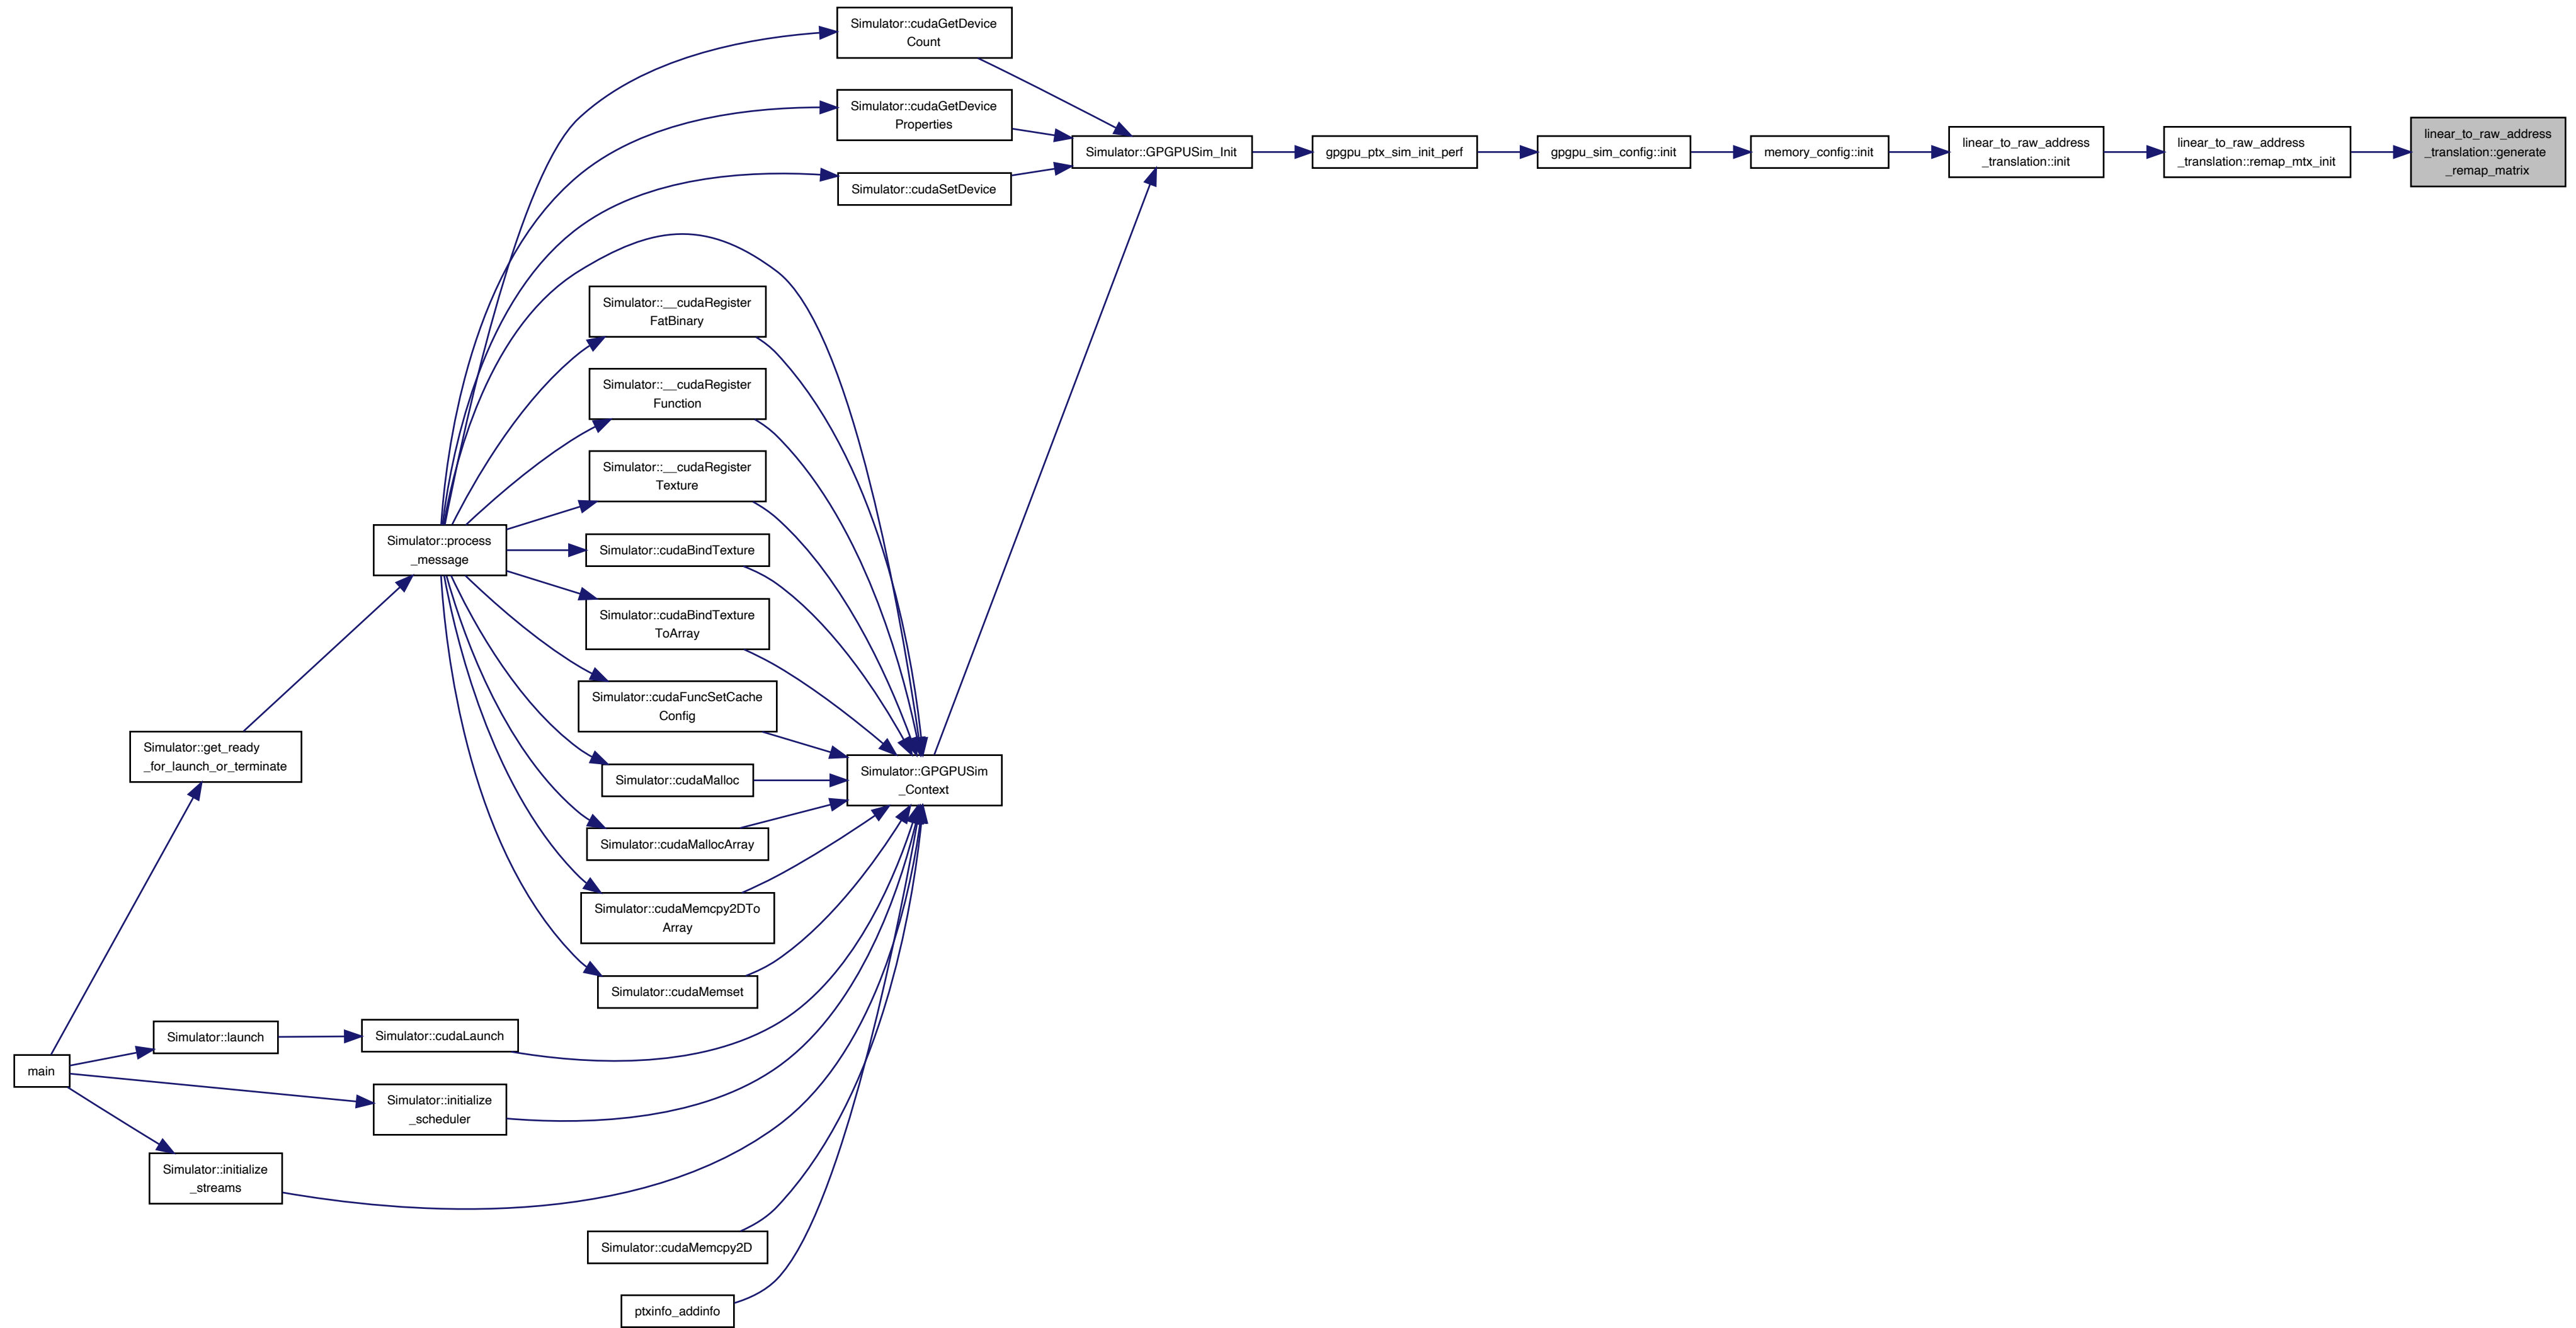 Simulator::cudaGetDevice
Count
Simulator::cudaGetDevice
Properties
Simulator::cudaSetDevice
Simulator::GPGPUSim_Init
gpgpu_ptx_sim_init_perf
gpgpu_sim_config::init
memory_config::init
linear_to_raw_address
_translation::init
linear_to_raw_address
_translation::remap_mtx_init
linear_to_raw_address
_translation::generate
_remap_matrix
Simulator::__cudaRegister
FatBinary
Simulator::__cudaRegister
Function
Simulator::__cudaRegister
Texture
Simulator::process
_message
Simulator::cudaBindTexture
Simulator::cudaBindTexture
ToArray
Simulator::cudaFuncSetCache
Config
Simulator::get_ready
_for_launch_or_terminate
Simulator::cudaMalloc
Simulator::GPGPUSim
_Context
Simulator::cudaMallocArray
Simulator::cudaMemcpy2DTo
Array
Simulator::cudaMemset
Simulator::launch
Simulator::cudaLaunch
main
Simulator::initialize
_scheduler
Simulator::initialize
_streams
Simulator::cudaMemcpy2D
ptxinfo_addinfo